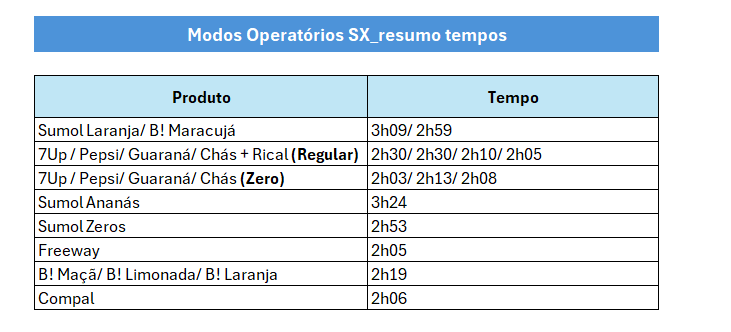 Modos Operatórios SX_resumo tempos
Produto Tempo
Sumol Laranja/ B! Maracujá 3h09/ 2h59
7Up / Pepsi/ Guaraná/ Chás + Rical (Regular) 2h30/ 2h30/ 2h10/ 2h05
7Up / Pepsi/ Guaraná/ Chás (Zero) 2h03/ 2h13/ 2h08
Sumol Ananás 3h24
Sumol Zeros 2h53
Freeway 2h05
B! Maçã/ B! Limonada/ B! Laranja 2h19
Compal 2h06